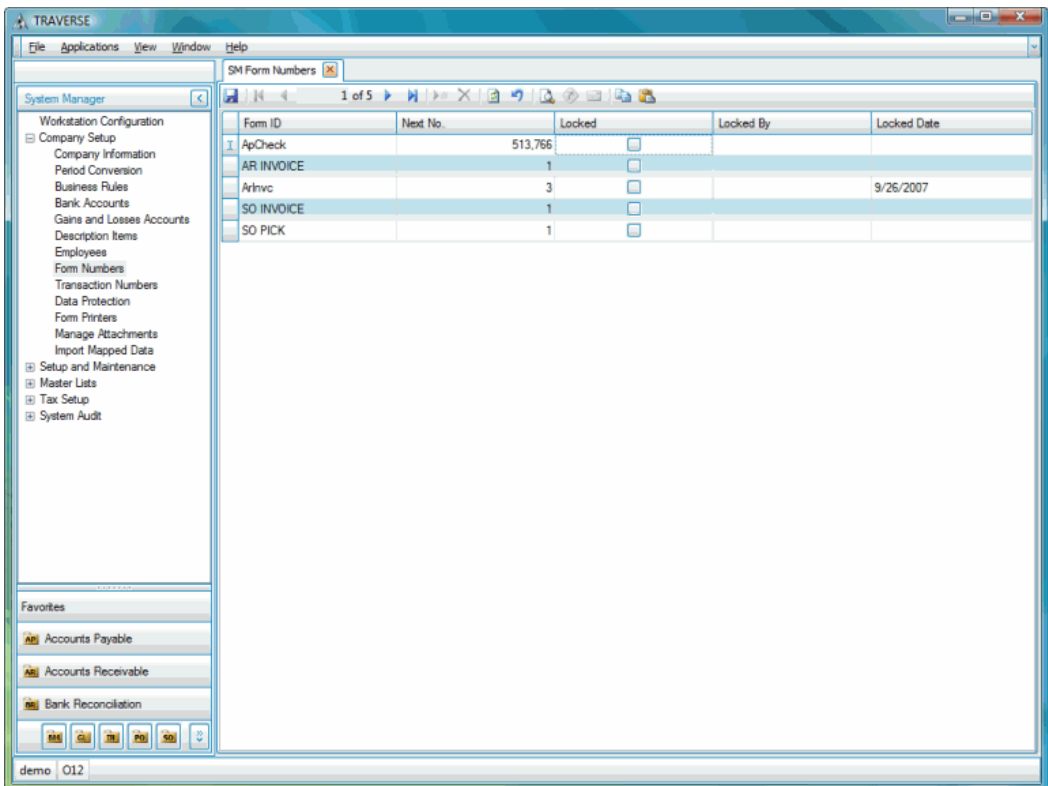 TRAVERSE
File Applications View Window Help
SM Form Numbers
System Manager
1 of 5
Workstation Configuration
Company Setup
Company Information
Period Conversion
Business Rules
Bank Accounts
Gains and Losses Accounts
Description Items
Employees
Form Numbers
Transaction Numbers
Data Protection
Form Printers
Manage Attachments
Import Mapped Data
Setup and Maintenance
Master Lists
Tax Setup
System Audit
Form ID Next No. Locked Locked By Locked Date
ApCheck 513,766
AR INVOICE 1
ArInvc 3 9/26/2007
SO INVOICE 1
SO PICK 1
Favorites
AP Accounts Payable
AR Accounts Receivable
BR Bank Reconciliation
GL PO SO
demo O12